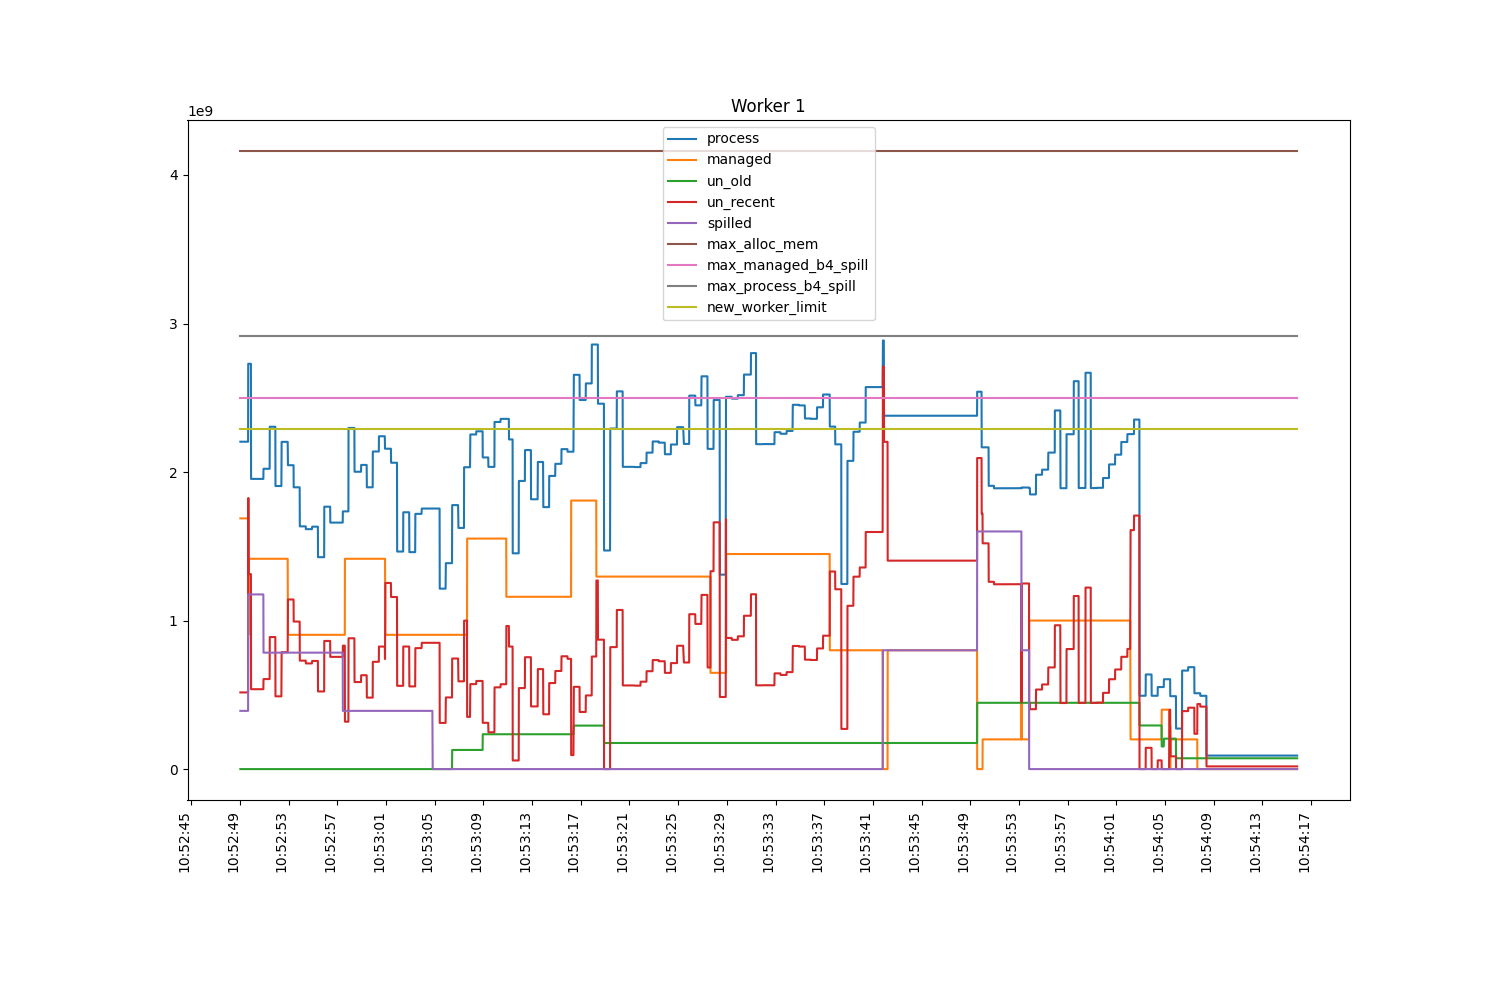 Worker 1
1e9
process
managed
un_old
un_recent
spilled
max_alloc_mem
max_managed_b4_spill
max_process_b4_spill
new_worker_limit
4
3
2
1
0
10:52:45
10:52:49
10:52:53
10:52:57
10:53:01
10:53:05
10:53:09
10:53:13
10:53:17
10:53:21
10:53:25
10:53:29
10:53:33
10:53:37
10:53:41
10:53:45
10:53:49
10:53:53
10:53:57
10:54:01
10:54:05
10:54:09
10:54:13
10:54:17